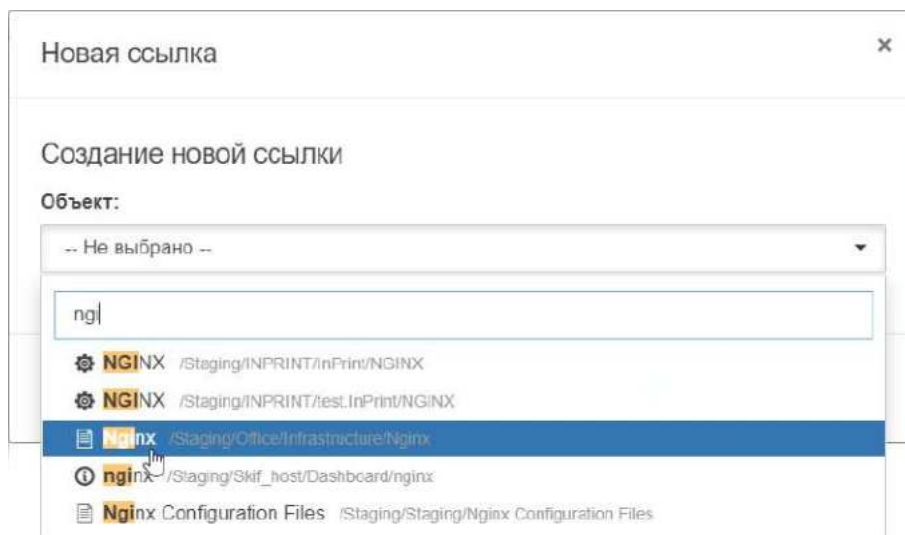 Новая ссылка ×
Создание новой ссылки
Объект:
-- Не выбрано --
ngi
NGINX /Staging/INPRINT/InPrint/NGINX
NGINX /Staging/INPRINT/test.InPrint/NGINX
Nginx /Staging/Office/Infrastructure/Nginx
nginx /Staging/Skif_host/Dashboard/nginx
Nginx Configuration Files /Staging/Staging/Nginx Configuration Files